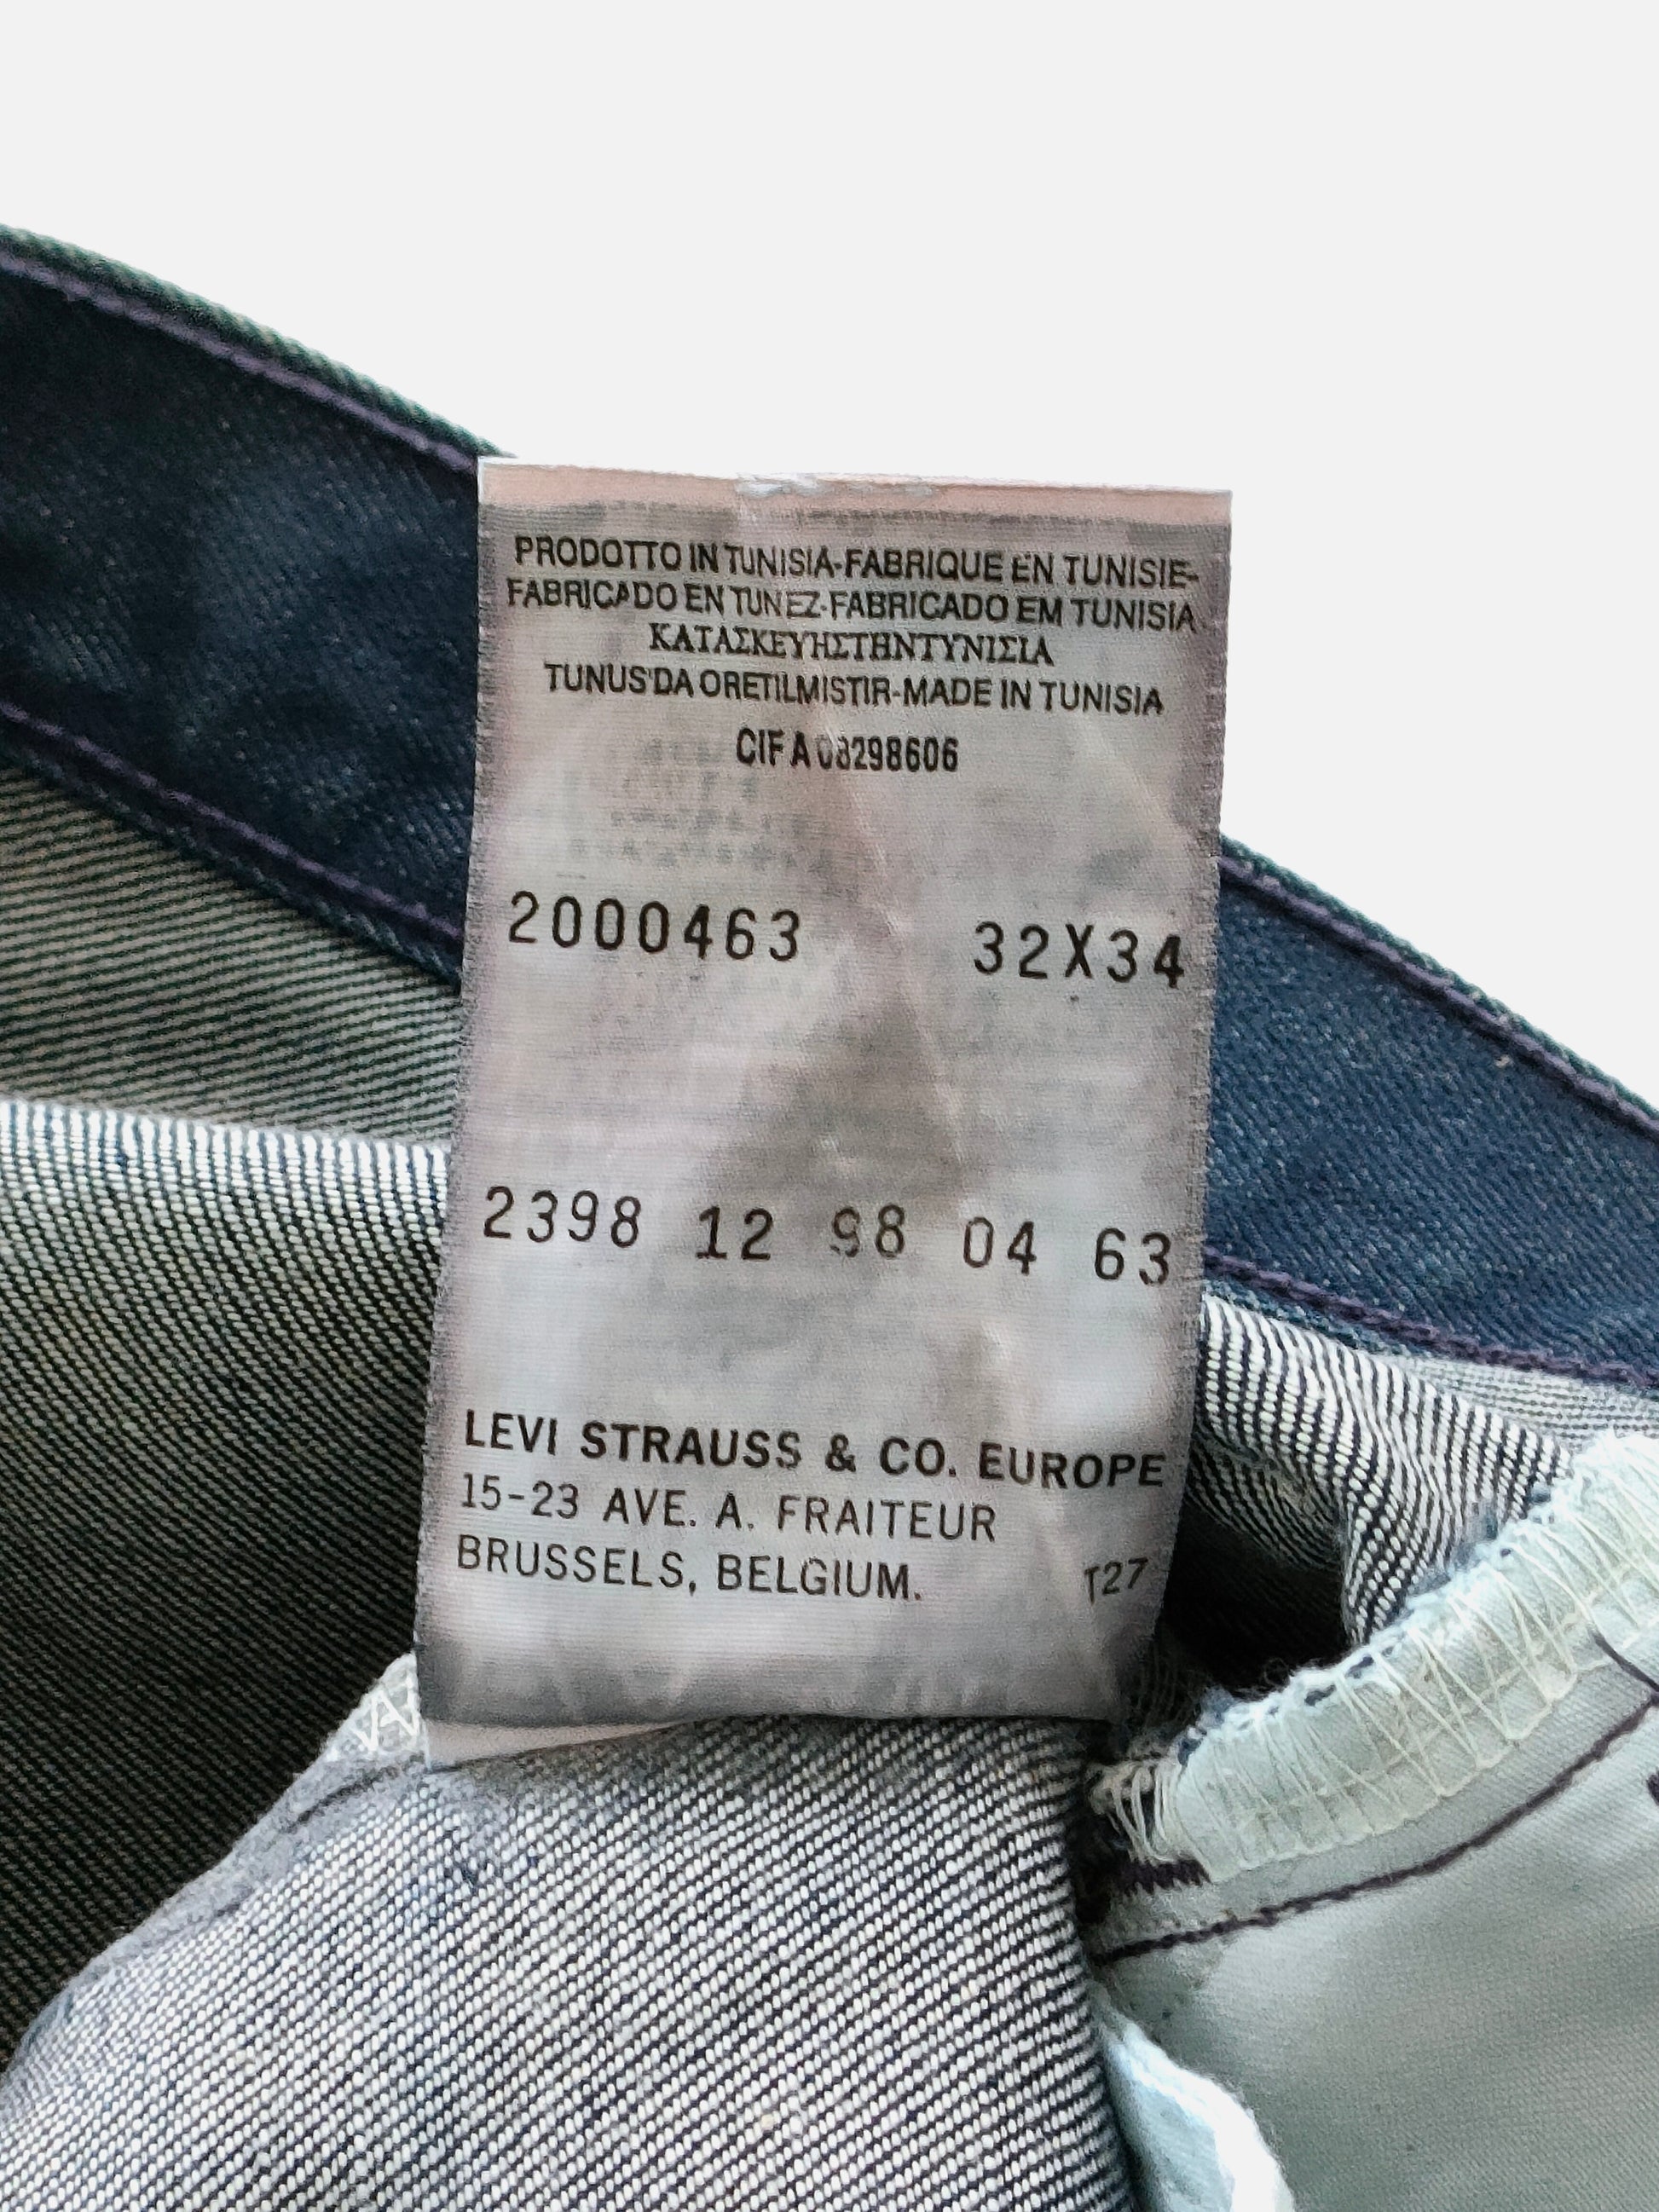 PRODOTTO IN TUNISIA-FABRIQUE EN TUNISIE-
FABRICADO EN TUNEZ-FABRICADO EM TUNISIA
ΚΑΤΑΣΚΕΥΗΣΤΗΝΤΥΝΙΣΙΑ
TUNUS'DA ORETILMISTIR-MADE IN TUNISIA
CIF A08298606
2000463 32X34
2398 12 98 04 63
LEVI STRAUSS & CO. EUROPE
15-23 AVE. A. FRAITEUR
BRUSSELS, BELGIUM. T27